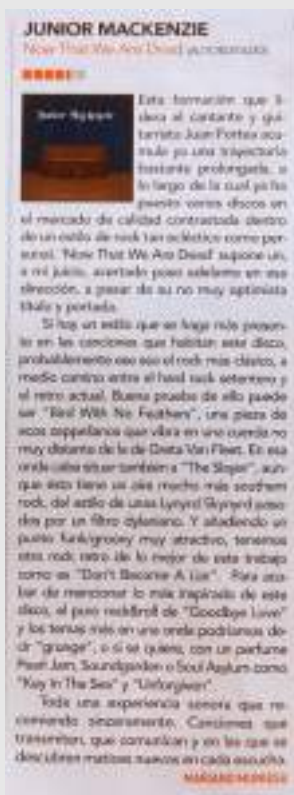 JUNIOR MACKENZIE
Now That We Are Dead AUTOEDITADO
Esta formación que li-
dera el cantante y gui-
tarrista Juan Fortea acu-
mula ya una trayectoria
bastante prolongada, a
lo largo de la cual ya ha
puesto varios discos en
el mercado de calidad contrastada dentro
de un estilo de rock tan ecléctico como per-
sonal. "Now That We Are Dead" supone un,
a mi juicio, acertado paso adelante en esa
dirección, a pesar de su no muy optimista
título y portada.
Si hay un estilo que se haga más presen-
te en las canciones que habitan este disco,
probablemente ese sea el rock más clásico, a
medio camino entre el hard rock setentero y
el retro actual. Buena prueba de ello puede
ser "Bird With No Feathers", una pieza de
ecos zeppelianos que vibra en una cuerda no
muy distante de la de Greta Van Fleet. En esa
onda cabe situar también a "The Slayer", aun-
que ésta tiene un aire mucho más southern
rock, del estilo de unos Lynyrd Skynyrd pasa-
dos por un filtro dylaniano. Y añadiendo un
punto funk/groovy muy atractivo, tenemos
otro rock retro de lo mejor de este trabajo
como es "Don't Become A Liar". Para aca-
bar de mencionar lo más inspirado de este
disco, el puro rock&roll de "Goodbye Love"
y los temas más en una onda podríamos de-
cir "grunge", o si se quiere, con un perfume
Pearl Jam, Soundgarden o Soul Asylum como
"Key In The Sea" y "Unforgiven".
Toda una experiencia sonora que re-
comiendo sinceramente. Canciones que
transmiten, que comunican y en las que se
descubren matices nuevos en cada escucha.
MARIANO